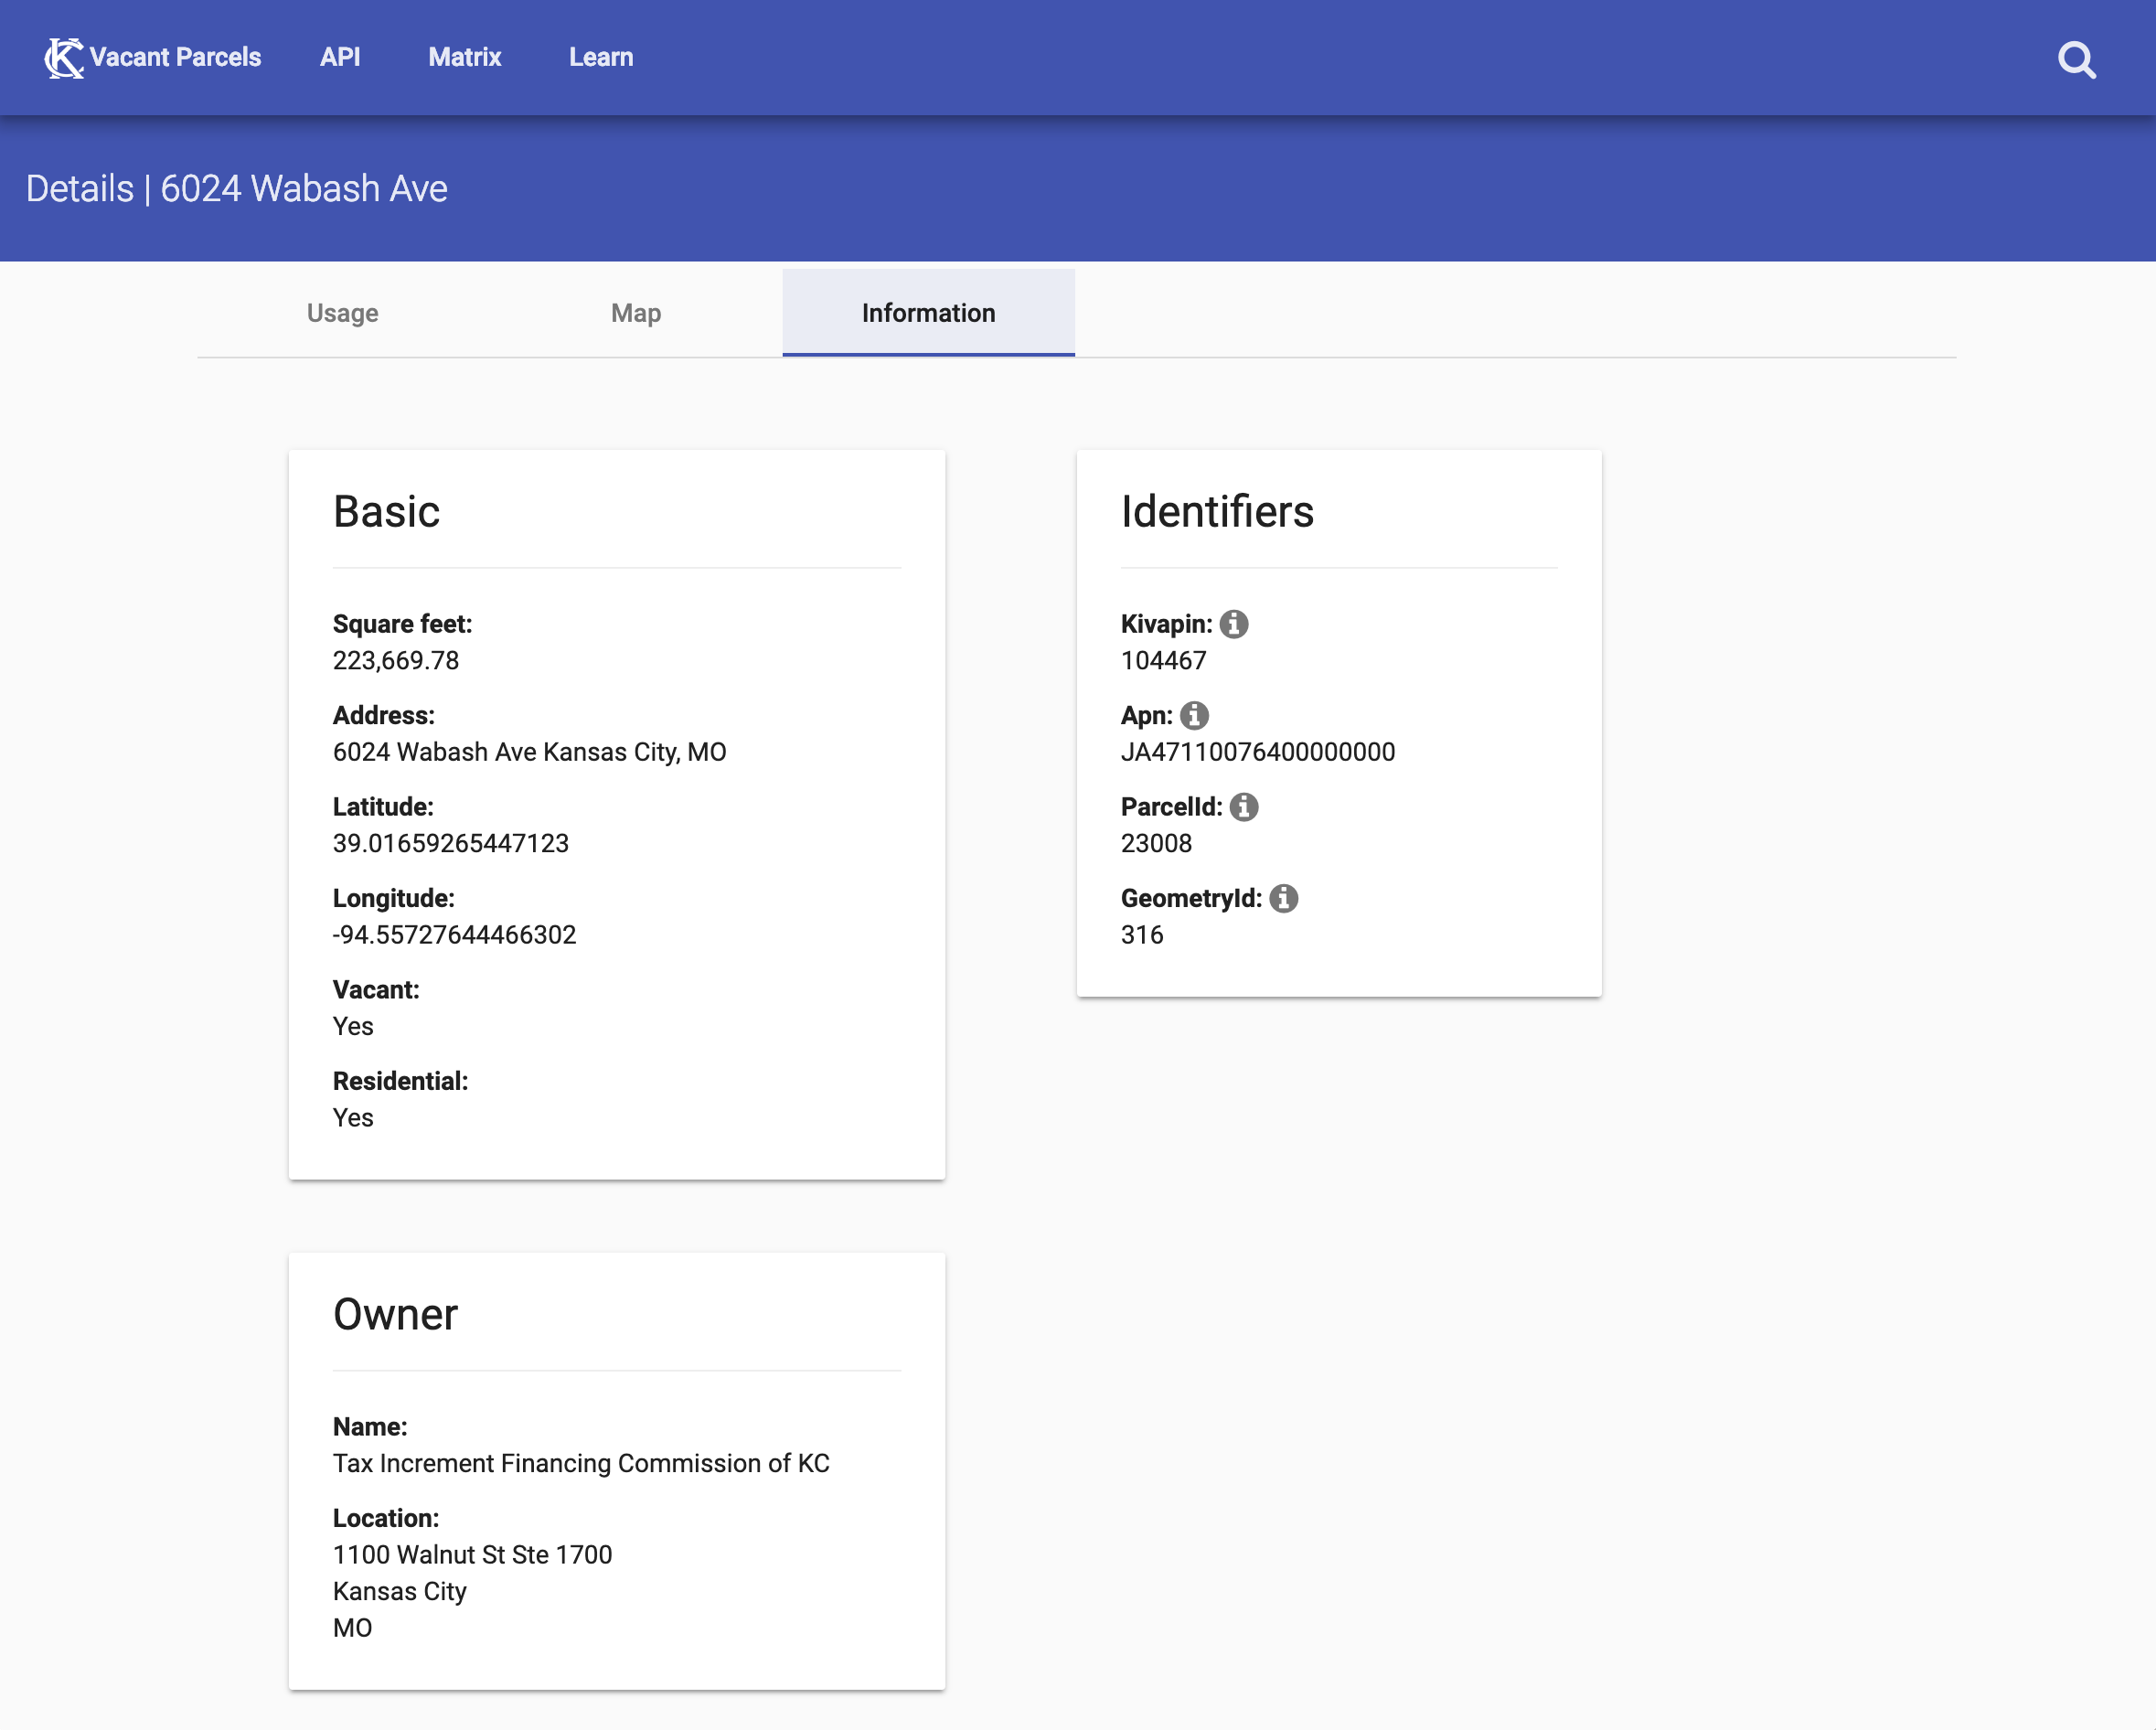 KC Vacant Parcels API Matrix Learn
Details | 6024 Wabash Ave
Usage Map Information
Basic
Square feet:
223,669.78
Address:
6024 Wabash Ave Kansas City, MO
Latitude:
39.01659265447123
Longitude:
-94.55727644466302
Vacant:
Yes
Residential:
Yes
Identifiers
Kivapin:
104467
Apn:
JA47110076400000000
ParcelId:
23008
GeometryId:
316
Owner
Name:
Tax Increment Financing Commission of KC
Location:
1100 Walnut St Ste 1700
Kansas City
MO